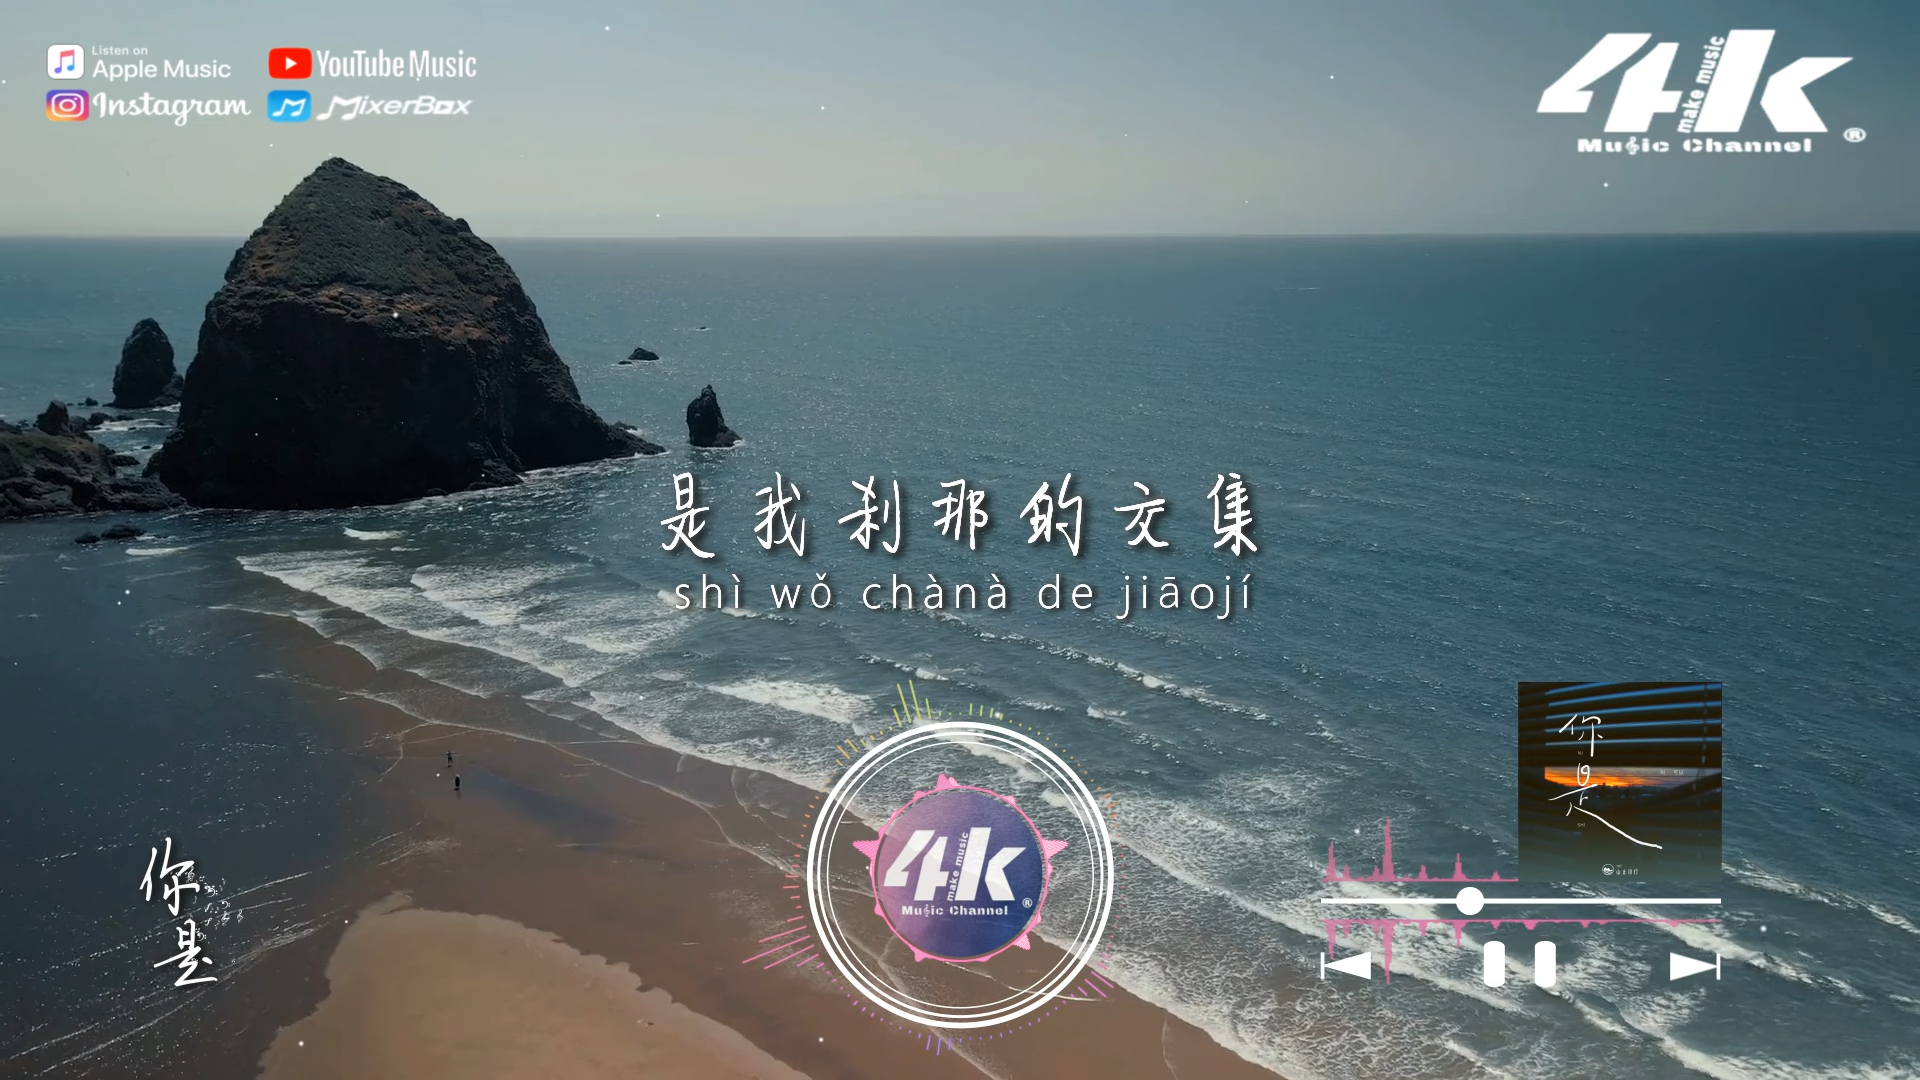 Listen on
Apple Music
YouTube Music
Instagram
MixerBox
4k
make music
Music Channel ®
是我刹那的交集
shì wǒ chànà de jiāojí
你是
4k
make music
Music Channel ®
你是